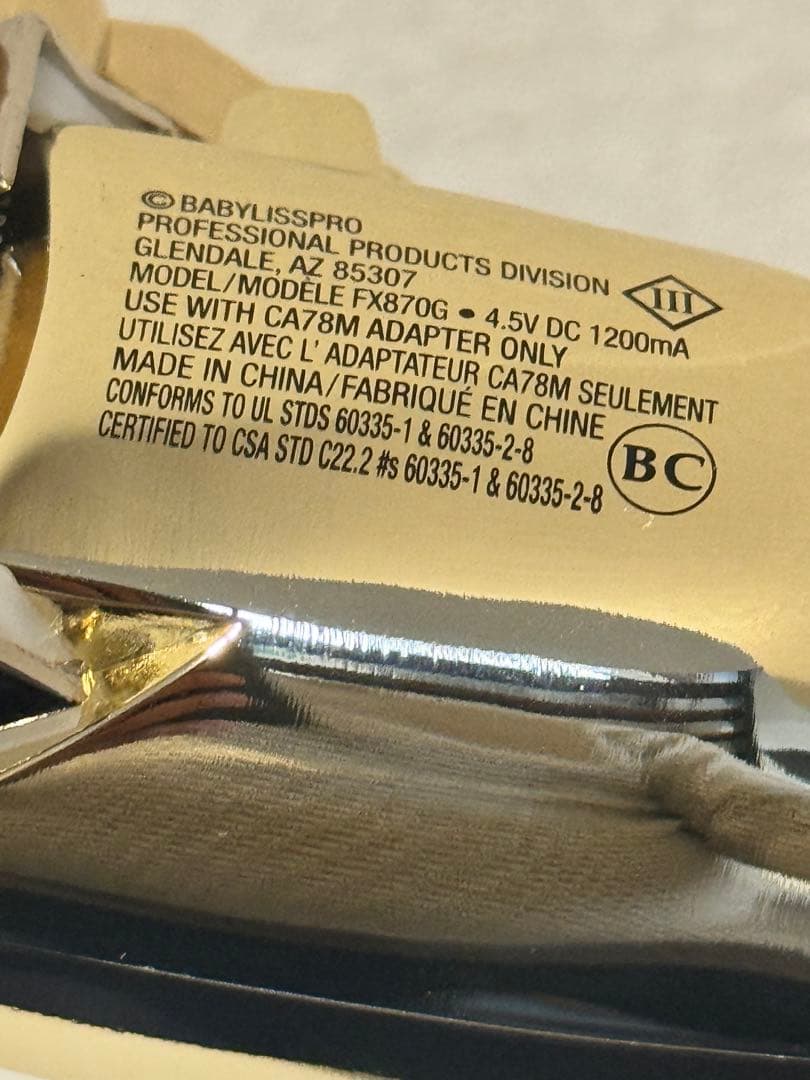 © BABYLISSPRO
PROFESSIONAL PRODUCTS DIVISION
GLENDALE, AZ 85307
III
MODEL/MODÈLE FX870G • 4.5V DC 1200mA
USE WITH CA78M ADAPTER ONLY
UTILISEZ AVEC L' ADAPTATEUR CA78M SEULEMENT
MADE IN CHINA/FABRIQUÉ EN CHINE
CONFORMS TO UL STDS 60335-1 & 60335-2-8
CERTIFIED TO CSA STD C22.2 #s 60335-1 & 60335-2-8
BC